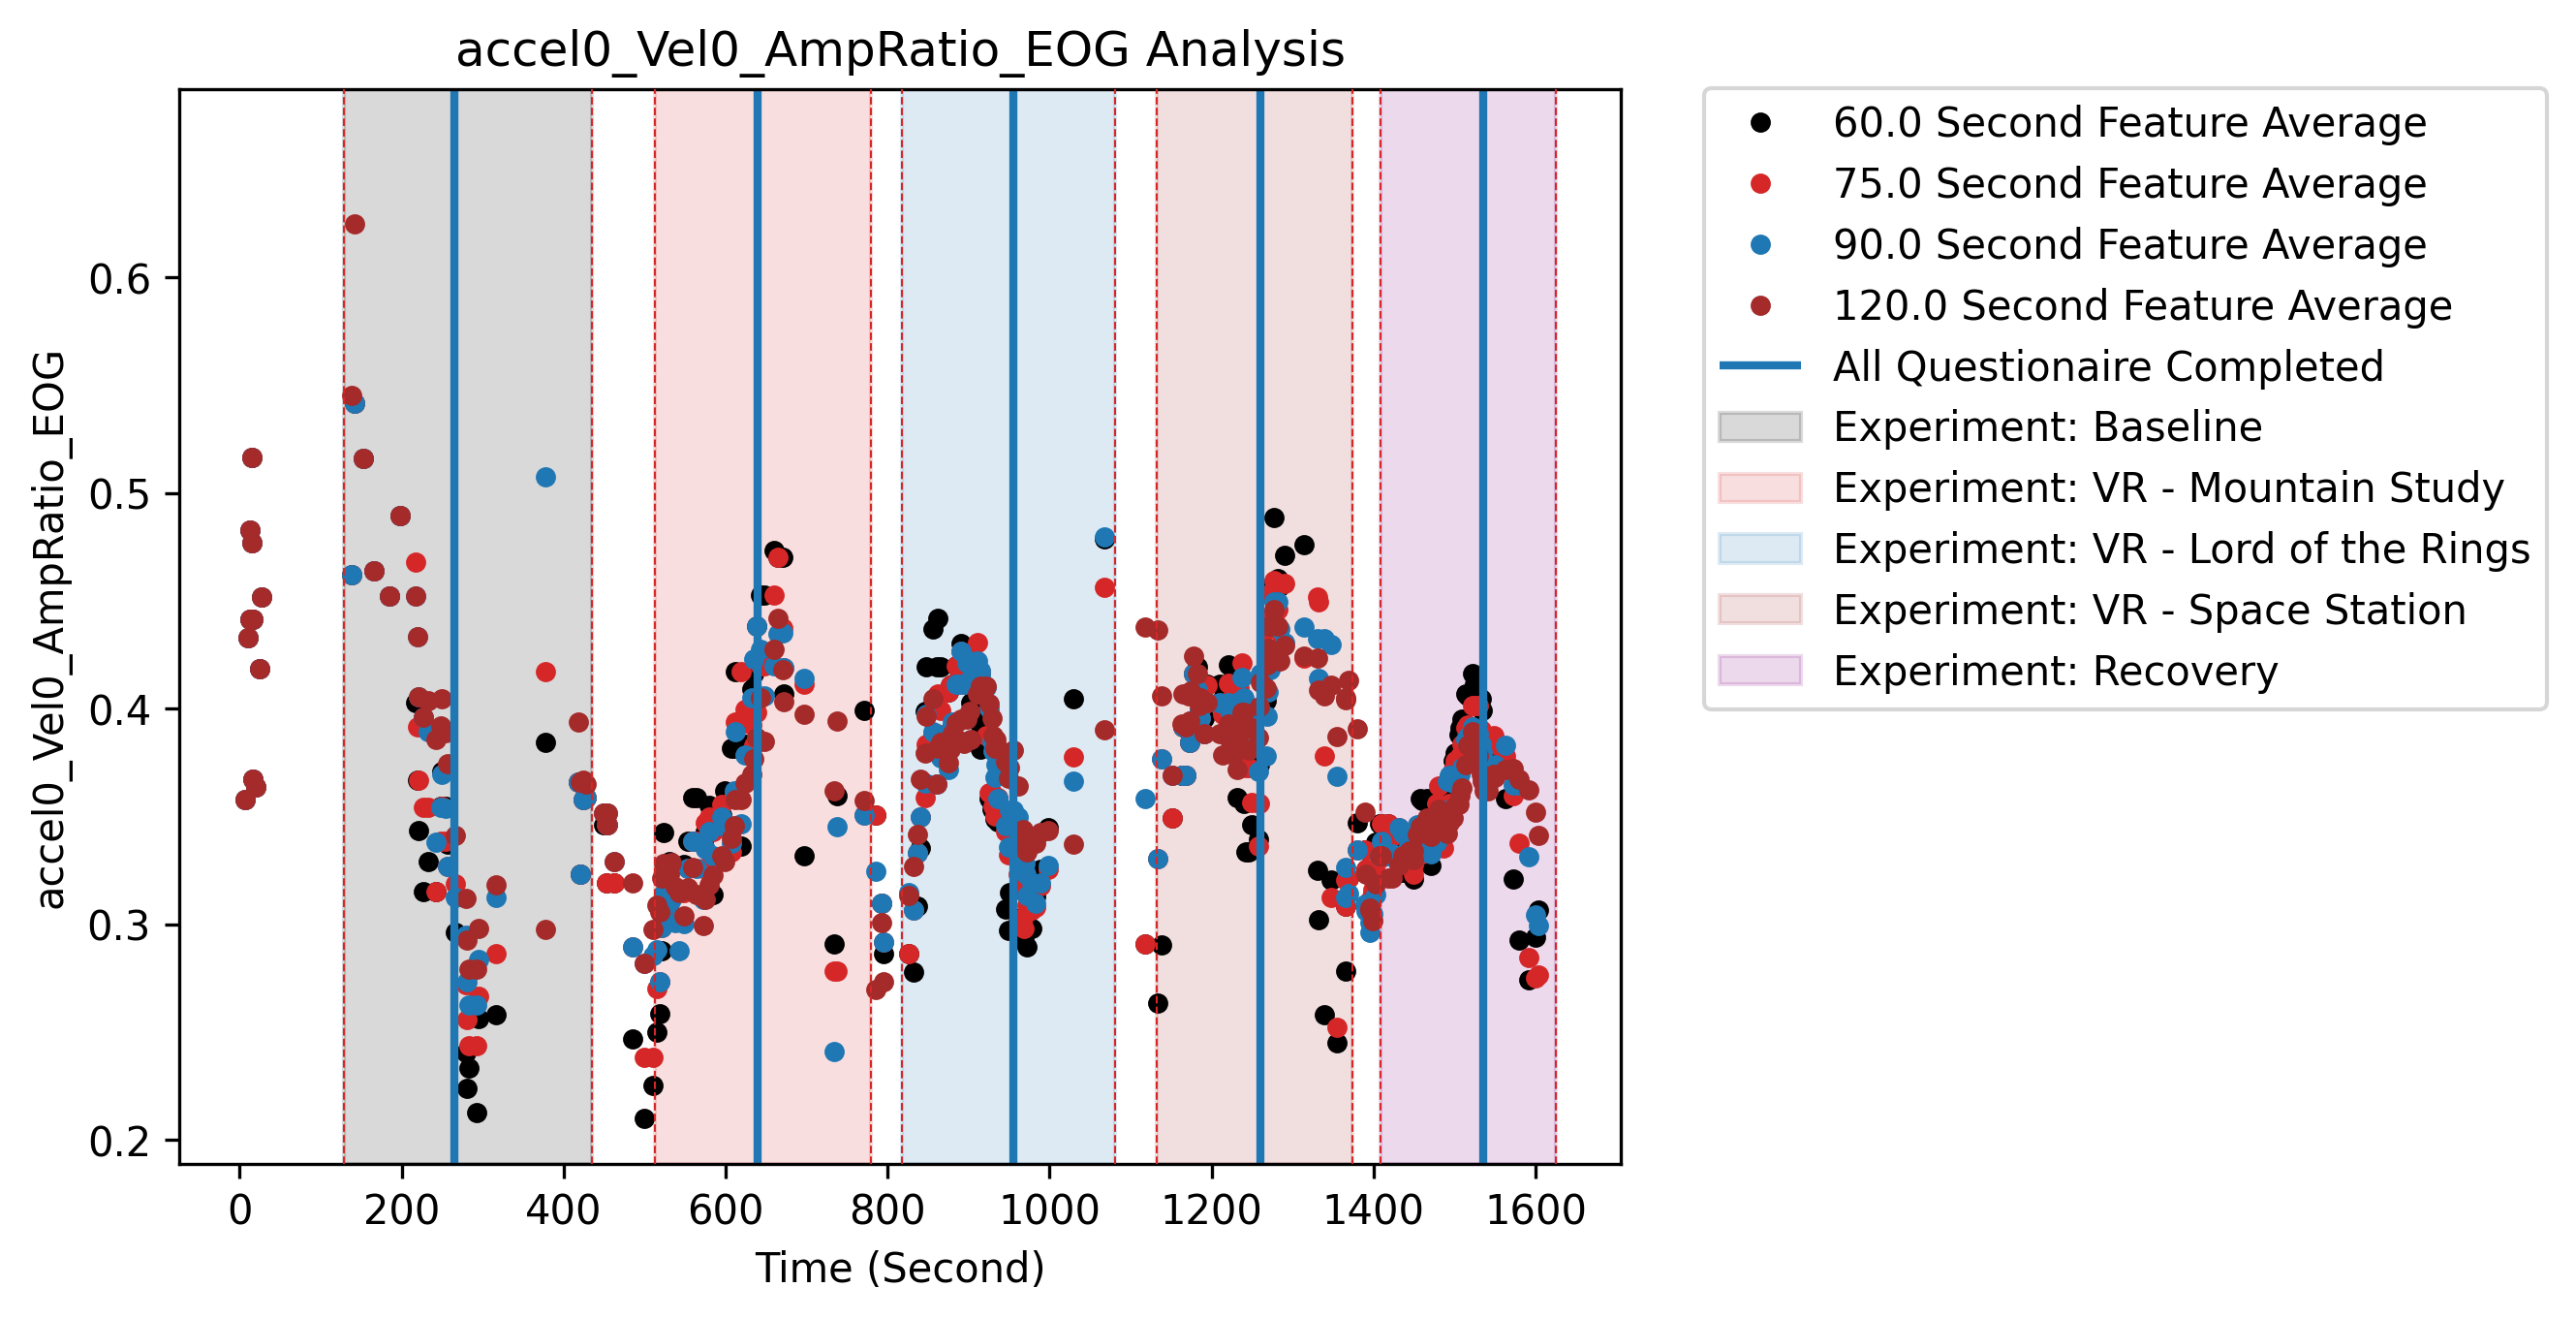 accel0_Vel0_AmpRatio_EOG Analysis
accel0_Vel0_AmpRatio_EOG
0.6
0.5
0.4
0.3
0.2
0
200
400
600
800
1000
1200
1400
1600
Time (Second)
60.0 Second Feature Average
75.0 Second Feature Average
90.0 Second Feature Average
120.0 Second Feature Average
All Questionaire Completed
Experiment: Baseline
Experiment: VR - Mountain Study
Experiment: VR - Lord of the Rings
Experiment: VR - Space Station
Experiment: Recovery